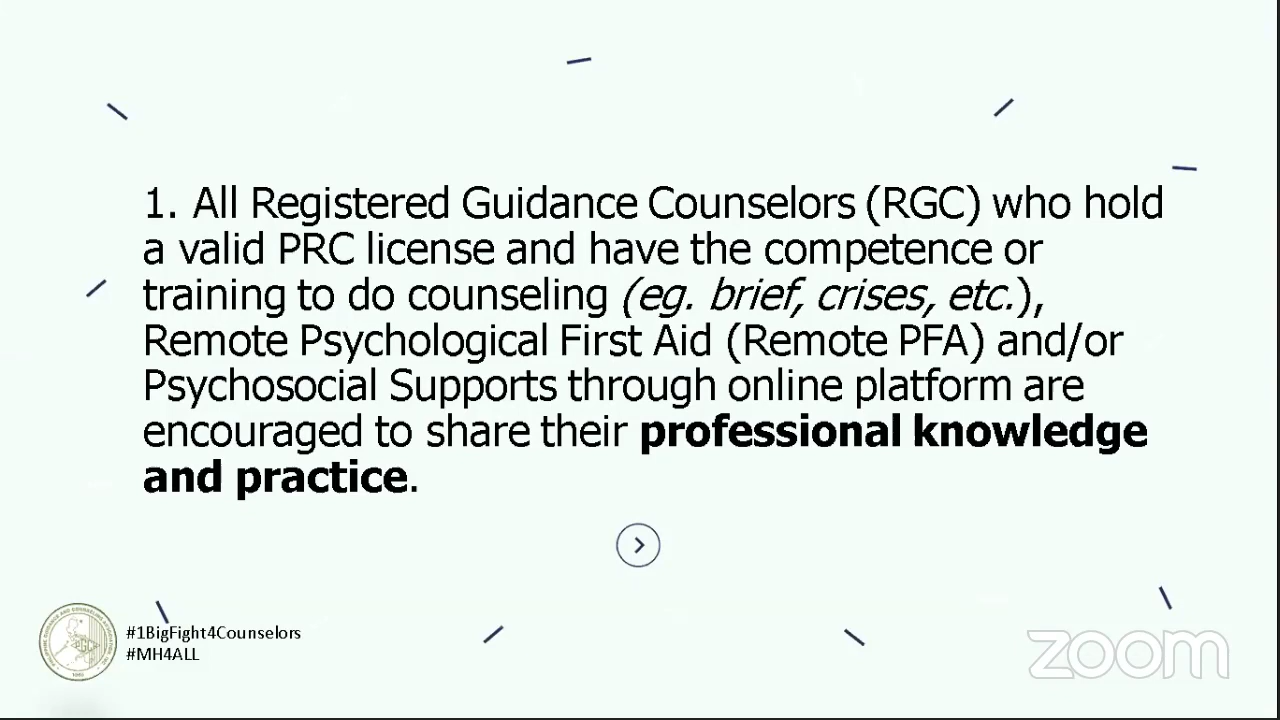 1. All Registered Guidance Counselors (RGC) who hold
a valid PRC license and have the competence or
training to do counseling (eg. brief, crises, etc.),
Remote Psychological First Aid (Remote PFA) and/or
Psychosocial Supports through online platform are
encouraged to share their professional knowledge
and practice.
#1BigFight4Counselors
#MH4ALL
zoom